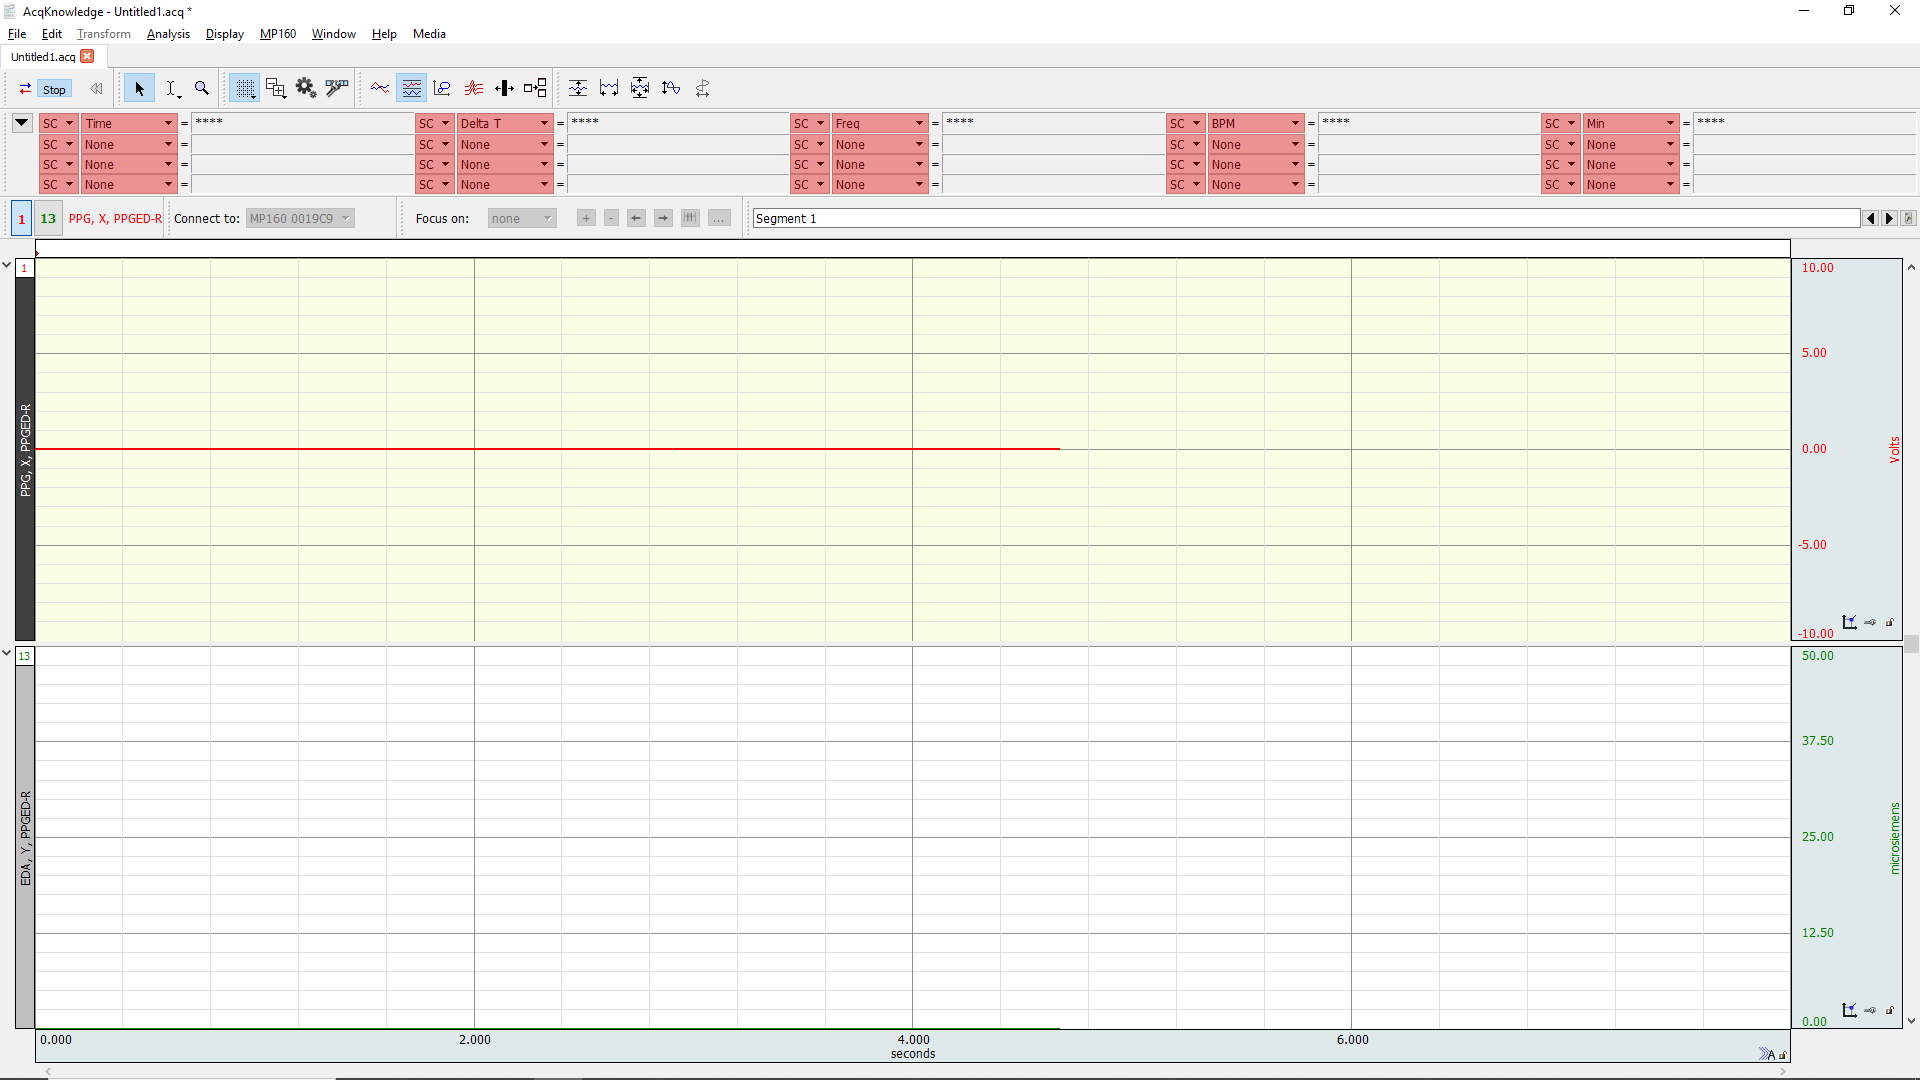 AcqKnowledge - Untitled1.acq *
File Edit Transform Analysis Display MP160 Window Help Media
Untitled1.acq
Stop
SC Time = **** SC Delta T = **** SC Freq = **** SC BPM = **** SC Min = ****
SC None = SC None = SC None = SC None = SC None =
SC None = SC None = SC None = SC None = SC None =
SC None = SC None = SC None = SC None = SC None =
1 13 PPG, X, PPGED-R Connect to: MP160 0019C9 Focus on: none + - ... Segment 1
1
10.00
5.00
0.00
-5.00
-10.00
Volts
PPG, X, PPGED-R
13
50.00
37.50
25.00
12.50
0.00
microsiemens
EDA, Y, PPGED-R
0.000 2.000 4.000 6.000
seconds
A